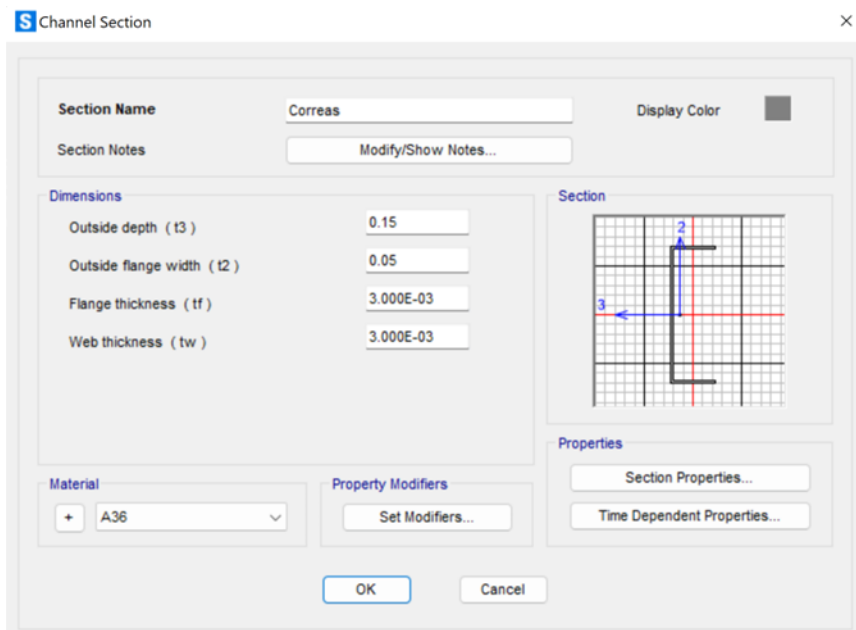 S Channel Section ×
Section Name Correas Display Color
Section Notes Modify/Show Notes...
Dimensions
Outside depth ( t3 ) 0.15
Outside flange width ( t2 ) 0.05
Flange thickness ( tf ) 3.000E-03
Web thickness ( tw ) 3.000E-03
Section
2
3
Properties
Section Properties...
Time Dependent Properties...
Material
+ A36
Property Modifiers
Set Modifiers...
OK Cancel